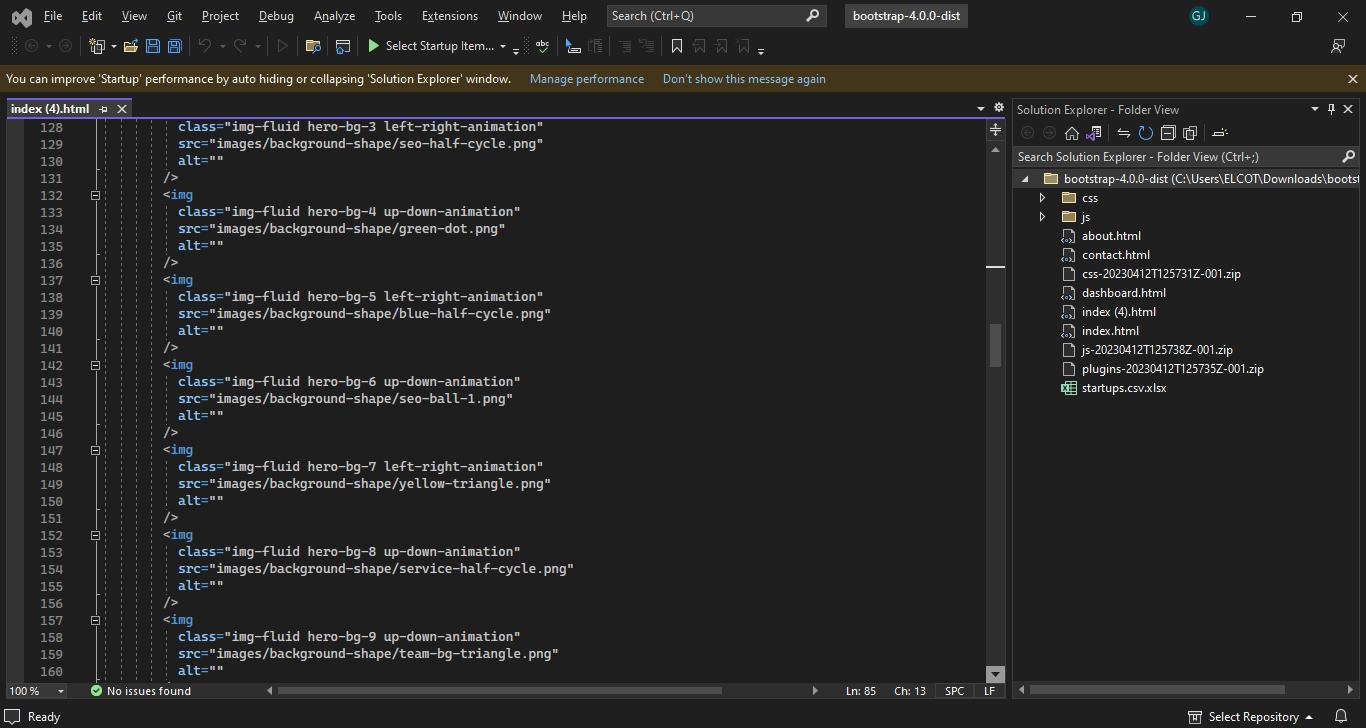 File Edit View Git Project Debug Analyze Tools Extensions Window Help Search (Ctrl+Q) bootstrap-4.0.0-dist GJ
Select Startup Item... abc
You can improve 'Startup' performance by auto hiding or collapsing 'Solution Explorer' window. Manage performance Don't show this message again
index (4).html
128 class="img-fluid hero-bg-3 left-right-animation"
129 src="images/background-shape/seo-half-cycle.png"
130 alt=""
131 />
132 <img
133 class="img-fluid hero-bg-4 up-down-animation"
134 src="images/background-shape/green-dot.png"
135 alt=""
136 />
137 <img
138 class="img-fluid hero-bg-5 left-right-animation"
139 src="images/background-shape/blue-half-cycle.png"
140 alt=""
141 />
142 <img
143 class="img-fluid hero-bg-6 up-down-animation"
144 src="images/background-shape/seo-ball-1.png"
145 alt=""
146 />
147 <img
148 class="img-fluid hero-bg-7 left-right-animation"
149 src="images/background-shape/yellow-triangle.png"
150 alt=""
151 />
152 <img
153 class="img-fluid hero-bg-8 up-down-animation"
154 src="images/background-shape/service-half-cycle.png"
155 alt=""
156 />
157 <img
158 class="img-fluid hero-bg-9 up-down-animation"
159 src="images/background-shape/team-bg-triangle.png"
160 alt=""
100 % No issues found Ln: 85 Ch: 13 SPC LF
Solution Explorer - Folder View
Search Solution Explorer - Folder View (Ctrl+;)
bootstrap-4.0.0-dist (C:\Users\ELCOT\Downloads\bootst
css
js
about.html
contact.html
css-20230412T125731Z-001.zip
dashboard.html
index (4).html
index.html
js-20230412T125738Z-001.zip
plugins-20230412T125735Z-001.zip
startups.csv.xlsx
Ready Select Repository